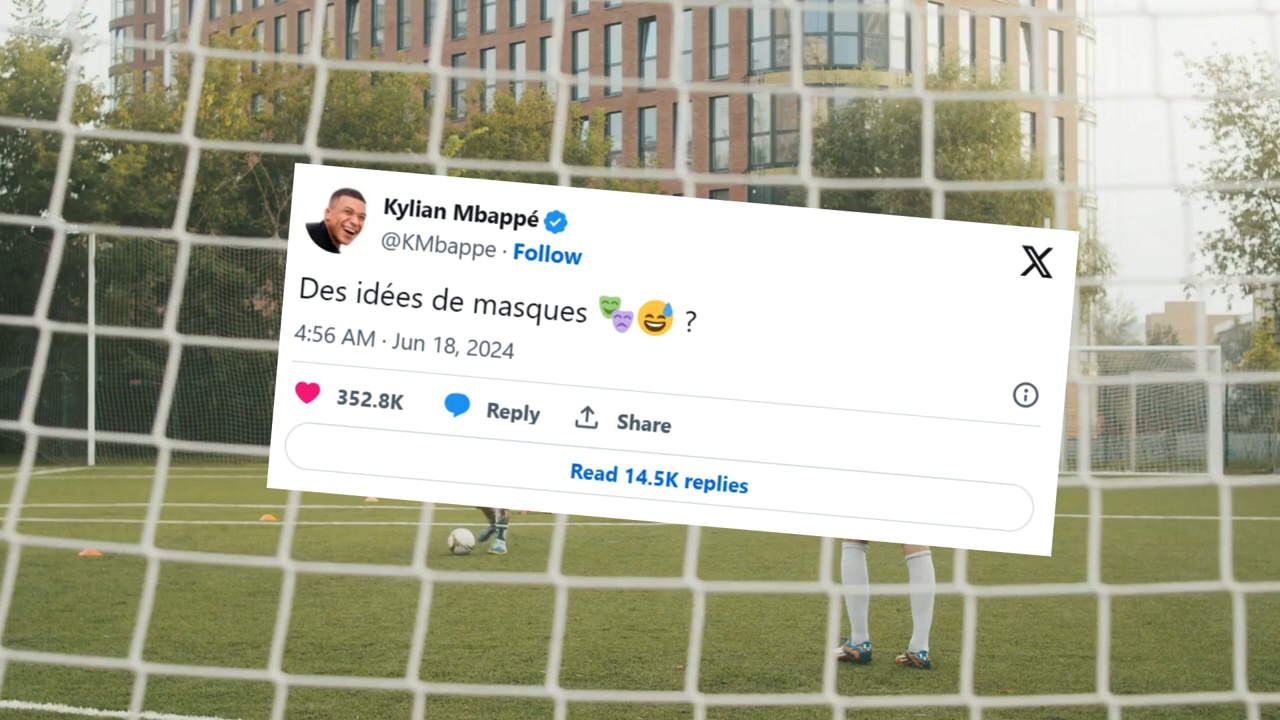 Kylian Mbappé
@KMbappe · Follow
Des idées de masques 🎭😅 ?
4:56 AM · Jun 18, 2024
352.8K Reply Share
Read 14.5K replies